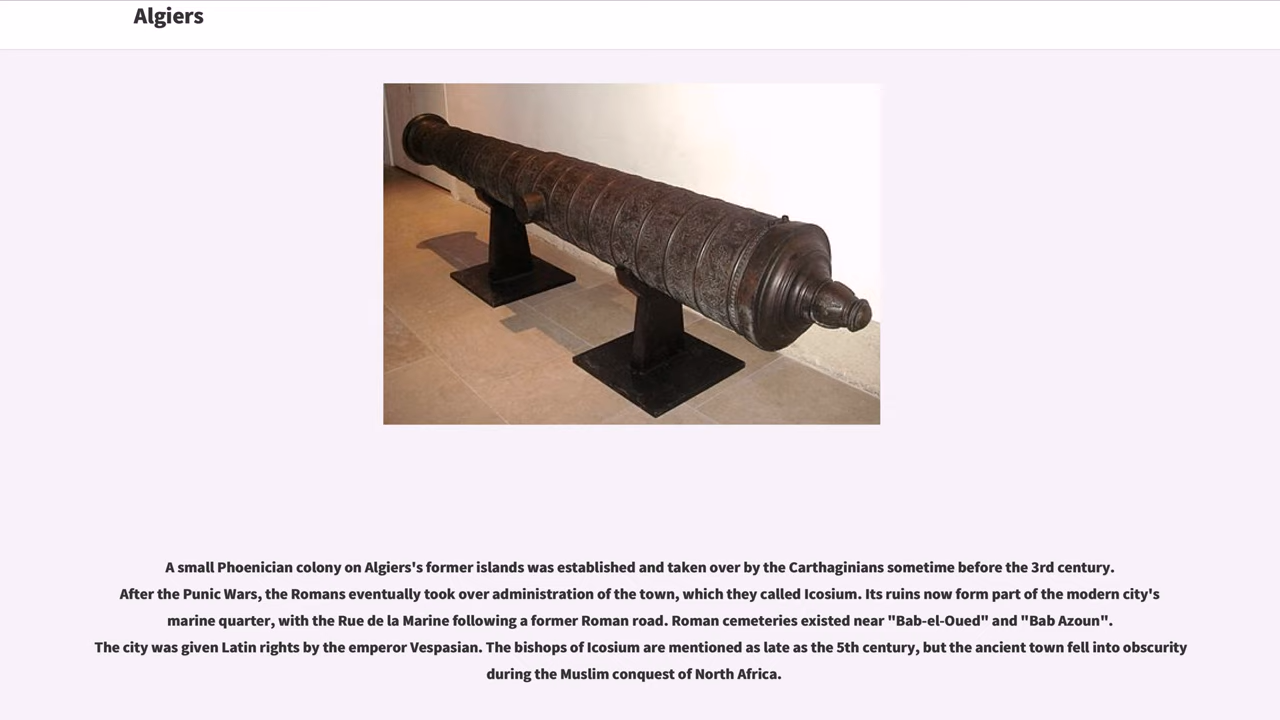 Algiers
A small Phoenician colony on Algiers's former islands was established and taken over by the Carthaginians sometime before the 3rd century.
After the Punic Wars, the Romans eventually took over administration of the town, which they called Icosium. Its ruins now form part of the modern city's
marine quarter, with the Rue de la Marine following a former Roman road. Roman cemeteries existed near "Bab-el-Oued" and "Bab Azoun".
The city was given Latin rights by the emperor Vespasian. The bishops of Icosium are mentioned as late as the 5th century, but the ancient town fell into obscurity
during the Muslim conquest of North Africa.